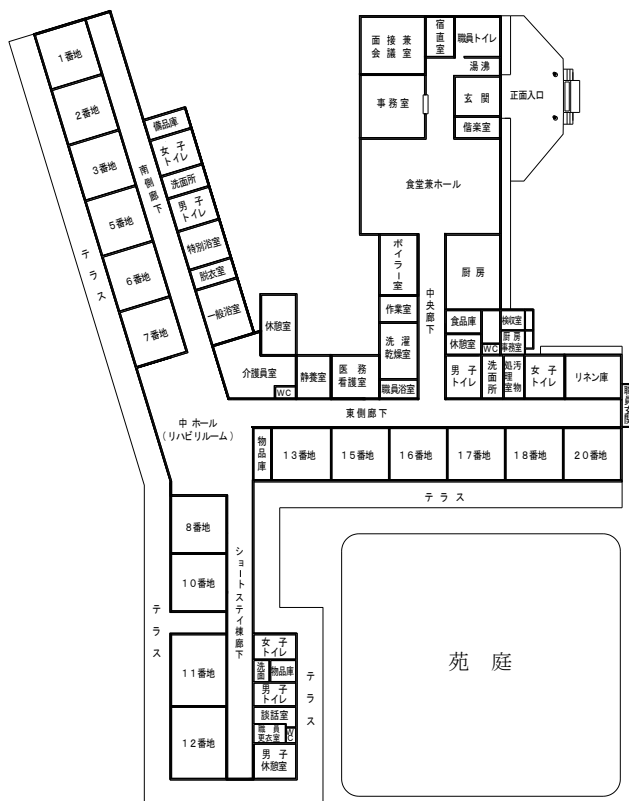 面接兼
会議室
宿直室
職員トイレ
湯沸
事務室
玄関
正面入口
偕楽室
食堂兼ホール
1番地
2番地
3番地
5番地
6番地
7番地
テラス
南側廊下
備品庫
女子
トイレ
洗面所
男子
トイレ
特別浴室
脱衣室
一般浴室
休憩室
介護員室
WC
静養室
医務
看護室
ボイラー室
作業室
洗濯
乾燥室
職員浴室
中央廊下
厨房
食品庫
休憩室
WC
検収室
厨房
事務室
男子
トイレ
洗面所
汚物
処理室
女子
トイレ
リネン庫
職員玄関
東側廊下
中ホール
(リハビリルーム)
物品庫
13番地
15番地
16番地
17番地
18番地
20番地
テラス
8番地
10番地
11番地
12番地
テラス
ショートステイ棟廊下
女子
トイレ
洗面
物品庫
男子
トイレ
談話室
職員
更衣室
WC
男子
休憩室
テラス
苑庭